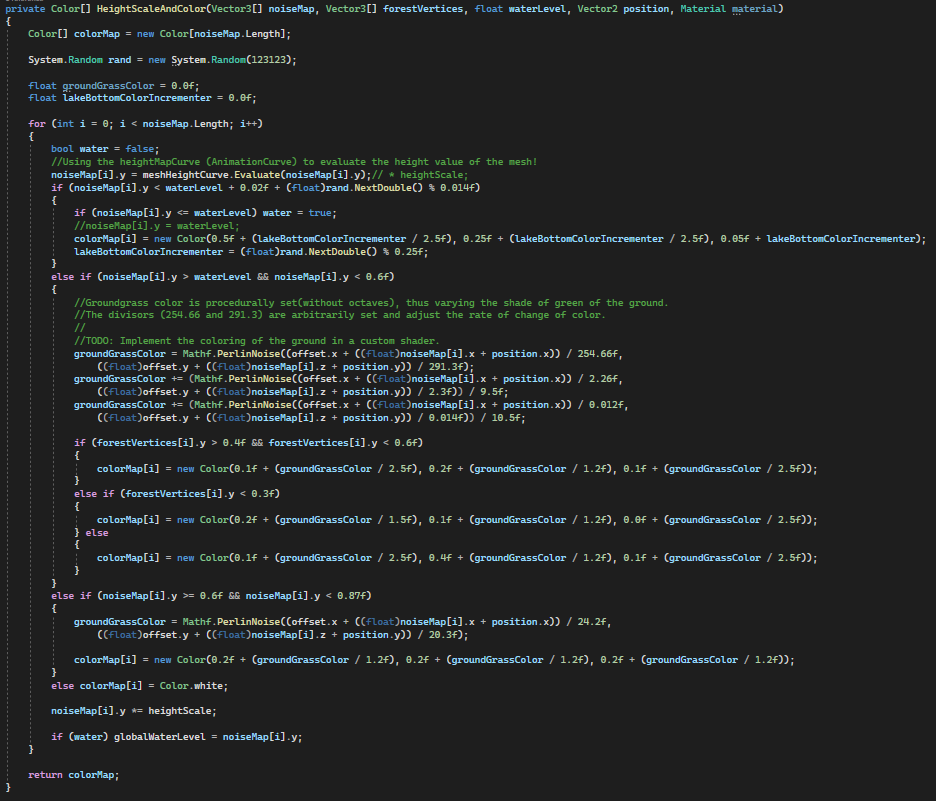 private Color[] HeightScaleAndColor(Vector3[] noiseMap, Vector3[] forestVertices, float waterLevel, Vector2 position, Material material)
{
    Color[] colorMap = new Color[noiseMap.Length];

    System.Random rand = new System.Random(123123);

    float groundGrassColor = 0.0f;
    float lakeBottomColorIncrementer = 0.0f;

    for (int i = 0; i < noiseMap.Length; i++)
    {
        bool water = false;
        //Using the heightMapCurve (AnimationCurve) to evaluate the height value of the mesh!
        noiseMap[i].y = meshHeightCurve.Evaluate(noiseMap[i].y);// * heightScale;
        if (noiseMap[i].y < waterLevel + 0.02f + (float)rand.NextDouble() % 0.014f)
        {
            if (noiseMap[i].y <= waterLevel) water = true;
            //noiseMap[i].y = waterLevel;
            colorMap[i] = new Color(0.5f + (lakeBottomColorIncrementer / 2.5f), 0.25f + (lakeBottomColorIncrementer / 2.5f), 0.05f + lakeBottomColorIncrementer);
            lakeBottomColorIncrementer = (float)rand.NextDouble() % 0.25f;
        }
        else if (noiseMap[i].y > waterLevel && noiseMap[i].y < 0.6f)
        {
            //Groundgrass color is procedurally set(without octaves), thus varying the shade of green of the ground.
            //The divisors (254.66 and 291.3) are arbitrarily set and adjust the rate of change of color.
            //
            //TODO: Implement the coloring of the ground in a custom shader.
            groundGrassColor = Mathf.PerlinNoise((offset.x + ((float)noiseMap[i].x + position.x)) / 254.66f,
                ((float)offset.y + ((float)noiseMap[i].z + position.y)) / 291.3f);
            groundGrassColor += (Mathf.PerlinNoise((offset.x + ((float)noiseMap[i].x + position.x)) / 2.26f,
                ((float)offset.y + ((float)noiseMap[i].z + position.y)) / 2.3f)) / 9.5f;
            groundGrassColor += (Mathf.PerlinNoise((offset.x + ((float)noiseMap[i].x + position.x)) / 0.012f,
                ((float)offset.y + ((float)noiseMap[i].z + position.y)) / 0.014f)) / 10.5f;

            if (forestVertices[i].y > 0.4f && forestVertices[i].y < 0.6f)
            {
                colorMap[i] = new Color(0.1f + (groundGrassColor / 2.5f), 0.2f + (groundGrassColor / 1.2f), 0.1f + (groundGrassColor / 2.5f));
            }
            else if (forestVertices[i].y < 0.3f)
            {
                colorMap[i] = new Color(0.2f + (groundGrassColor / 1.5f), 0.1f + (groundGrassColor / 1.2f), 0.0f + (groundGrassColor / 2.5f));
            } else
            {
                colorMap[i] = new Color(0.1f + (groundGrassColor / 2.5f), 0.4f + (groundGrassColor / 1.2f), 0.1f + (groundGrassColor / 2.5f));
            }
        }
        else if (noiseMap[i].y >= 0.6f && noiseMap[i].y < 0.87f)
        {
            groundGrassColor = Mathf.PerlinNoise((offset.x + ((float)noiseMap[i].x + position.x)) / 24.2f,
                ((float)offset.y + ((float)noiseMap[i].z + position.y)) / 20.3f);

            colorMap[i] = new Color(0.2f + (groundGrassColor / 1.2f), 0.2f + (groundGrassColor / 1.2f), 0.2f + (groundGrassColor / 1.2f));
        }
        else colorMap[i] = Color.white;

        noiseMap[i].y *= heightScale;

        if (water) globalWaterLevel = noiseMap[i].y;
    }

    return colorMap;
}